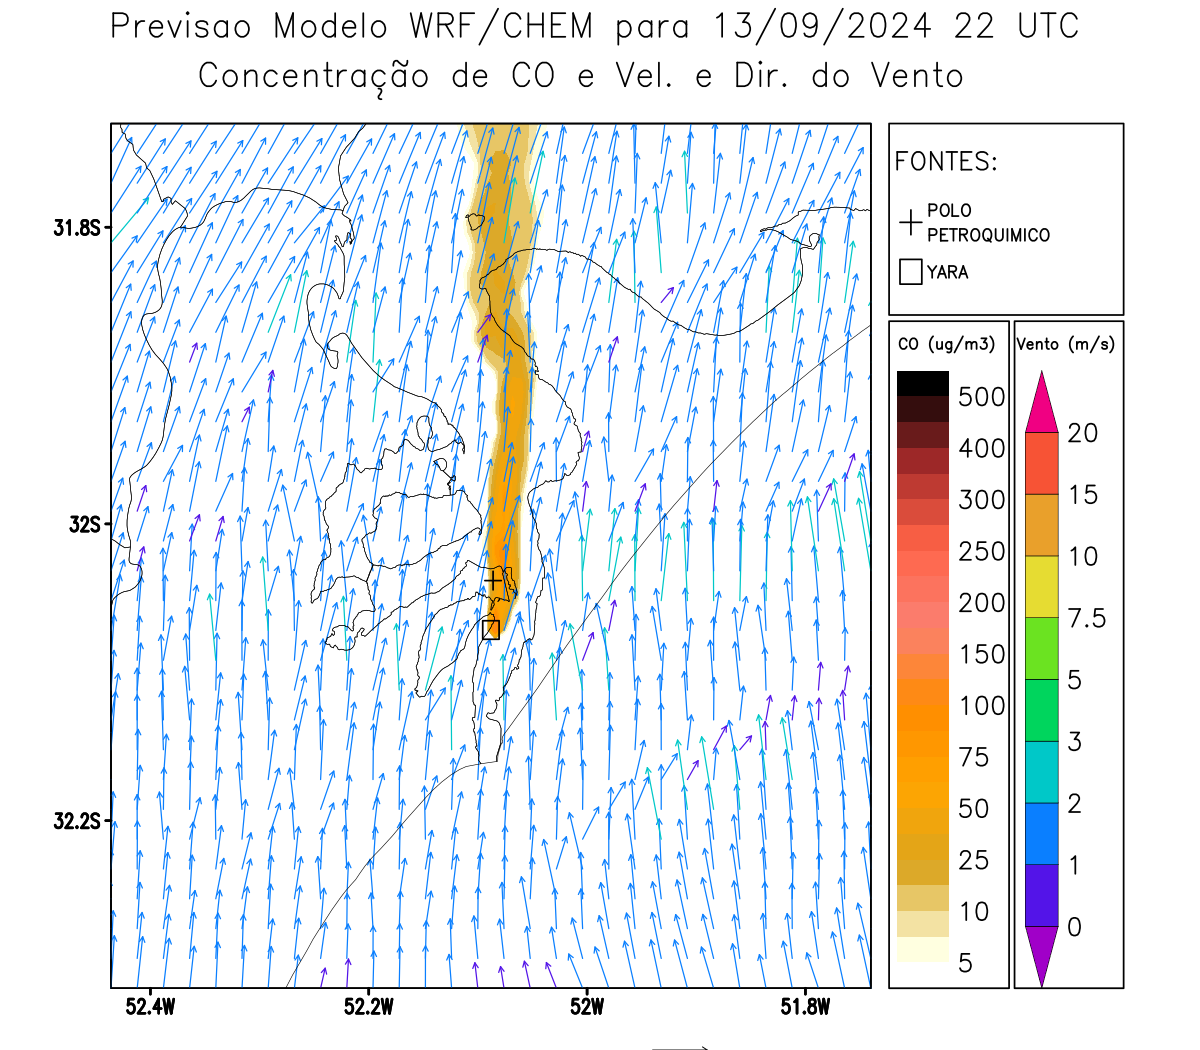 Previsao Modelo WRF/CHEM para 13/09/2024 22 UTC
Concentração de CO e Vel. e Dir. do Vento
FONTES:
POLO
PETROQUIMICO
YARA
CO (ug/m3)
500
400
300
250
200
150
100
75
50
25
10
5
Vento (m/s)
20
15
10
7.5
5
3
2
1
0
31.8S
32S
32.2S
52.4W
52.2W
52W
51.8W